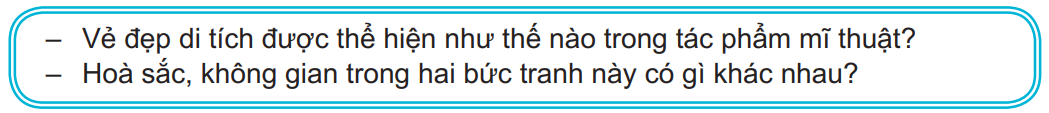 – Vẻ đẹp di tích được thể hiện như thế nào trong tác phẩm mĩ thuật?
– Hoà sắc, không gian trong hai bức tranh này có gì khác nhau?